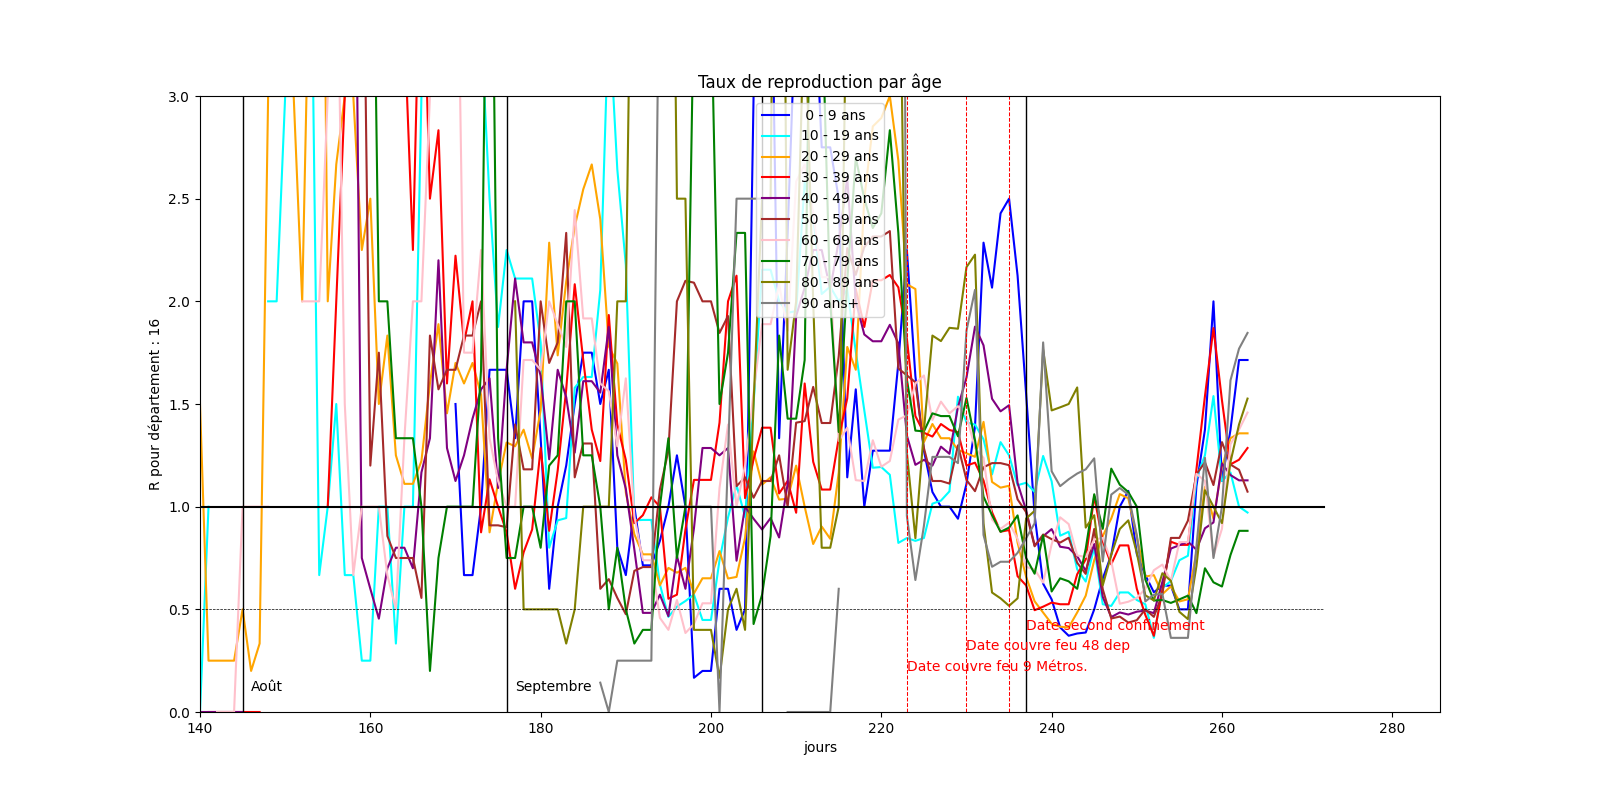 Taux de reproduction par âge
R pour département : 16
3.0
2.5
2.0
1.5
1.0
0.5
0.0
0 - 9 ans
10 - 19 ans
20 - 29 ans
30 - 39 ans
40 - 49 ans
50 - 59 ans
60 - 69 ans
70 - 79 ans
80 - 89 ans
90 ans+
Date second confinement
Date couvre feu 48 dep
Date couvre feu 9 Métros.
Août
Septembre
140
160
180
200
220
240
260
280
jours